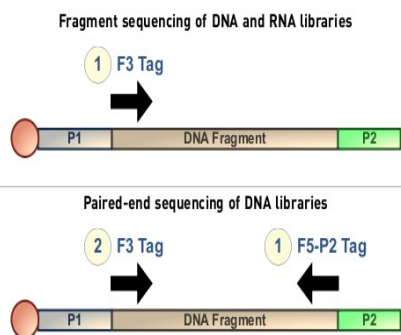 Fragment sequencing of DNA and RNA libraries
1 F3 Tag
P1 DNA Fragment P2
Paired-end sequencing of DNA libraries
2 F3 Tag 1 F5-P2 Tag
P1 DNA Fragment P2